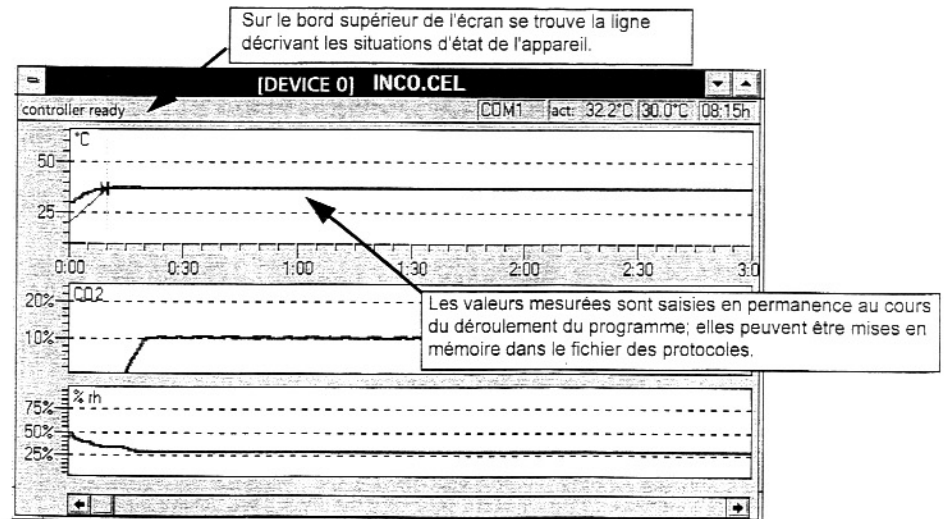 Sur le bord supérieur de l'écran se trouve la ligne
décrivant les situations d'état de l'appareil.
[DEVICE 0] INCO.CEL
controller ready
COM1 act: 32.2°C 30.0°C 08:15h
°C
50
25
0:00 0:30 1:00 1:30 2:00 2:30 3:0
CO2
20%
10%
Les valeurs mesurées sont saisies en permanence au cours
du déroulement du programme; elles peuvent être mises en
mémoire dans le fichier des protocoles.
% rh
75%
50%
25%